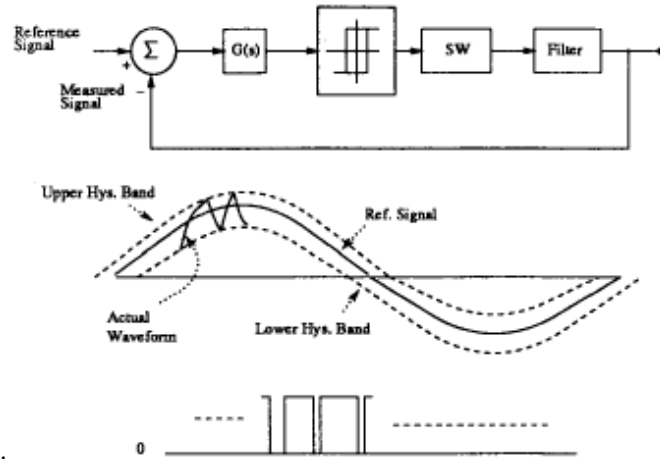 Reference
Signal
Σ
+
−
Measured
Signal
G(s)
SW
Filter
Upper Hys. Band
Ref. Signal
Actual
Waveform
Lower Hys. Band
0
.